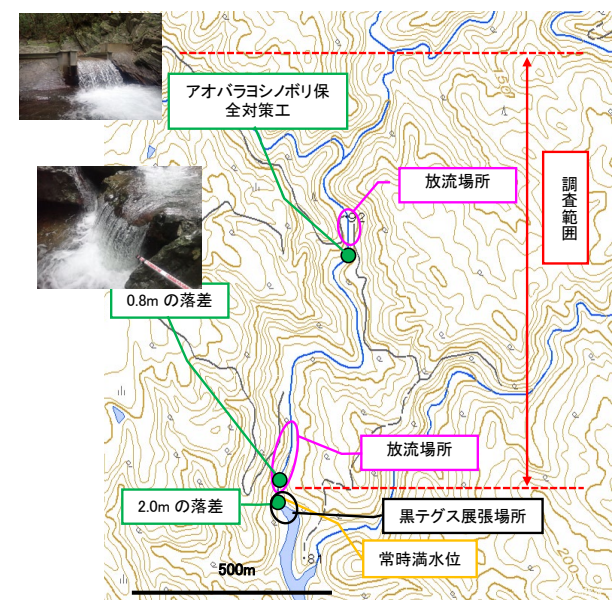 アオバラヨシノボリ保
全対策工
放流場所
調査範囲
0.8m の落差
放流場所
2.0m の落差
黒テグス展張場所
常時満水位
・81
500m